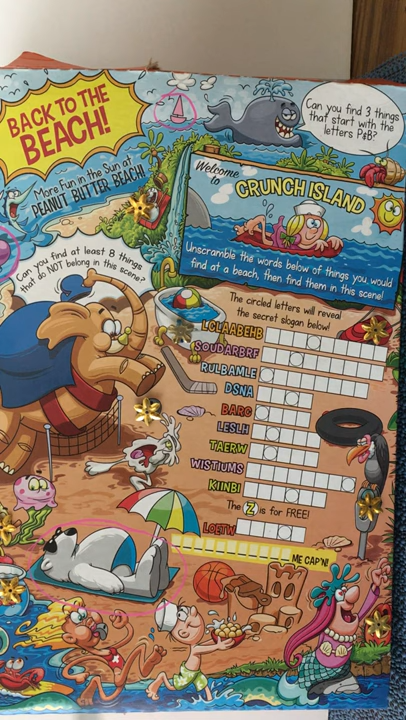 BACK TO THE
BEACH!
More Fun in the Sun at
PEANUT BUTTER BEACH!
Can you find 3 things
that start with the
letters P&B?
Welcome
to
CRUNCH ISLAND
Unscramble the words below of things you would
find at a beach, then find them in this scene!
Can you find at least 8 things
that do NOT belong in this scene?
The circled letters will reveal
the secret slogan below!
LCLAABEHB
SOUDARBRF
RULBAMLE
DSNA
BARC
LESLH
TAERW
WISTIUMS
KIINBI
The Z is for FREE!
LOETW
ME CAP'N!